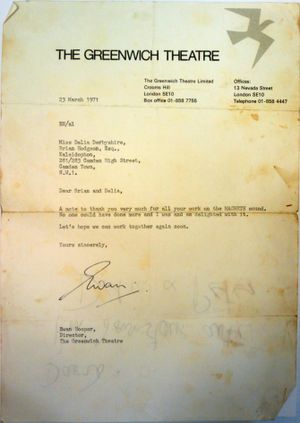 THE GREENWICH THEATRE
The Greenwich Theatre Limited
Crooms Hill
London SE10
Box office 01-858 7755
Offices:
13 Nevada Street
London SE10
Telephone 01-858 4447
23 March 1971
EH/al
Miss Delia Derbyshire,
Brian Hodgson, Esq.,
Kaleidophon,
281/283 Camden High Street,
Camden Town,
N.W.1.
Dear Brian and Delia,
A note to thank you very much for all your work on the MACBETH sound.
No one could have done more and I was and am delighted with it.
Let's hope we can work together again soon.
Yours sincerely,
Ewan
Ewan Hooper,
Director,
The Greenwich Theatre